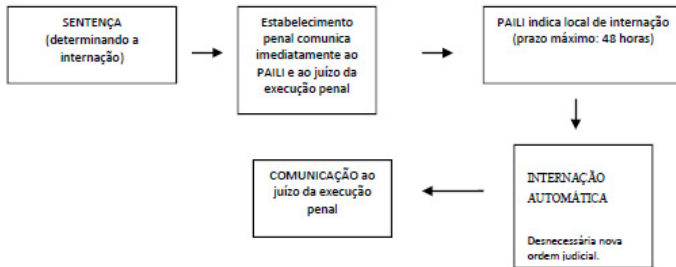 SENTENÇA
(determinando a
internação)
Estabelecimento
penal comunica
imediatamente ao
PAILI e ao juízo da
execução penal
PAILI indica local de internação
(prazo máximo: 48 horas)
INTERNAÇÃO
AUTOMÁTICA
Desnecessária nova
ordem judicial.
COMUNICAÇÃO ao
juízo da execução
penal